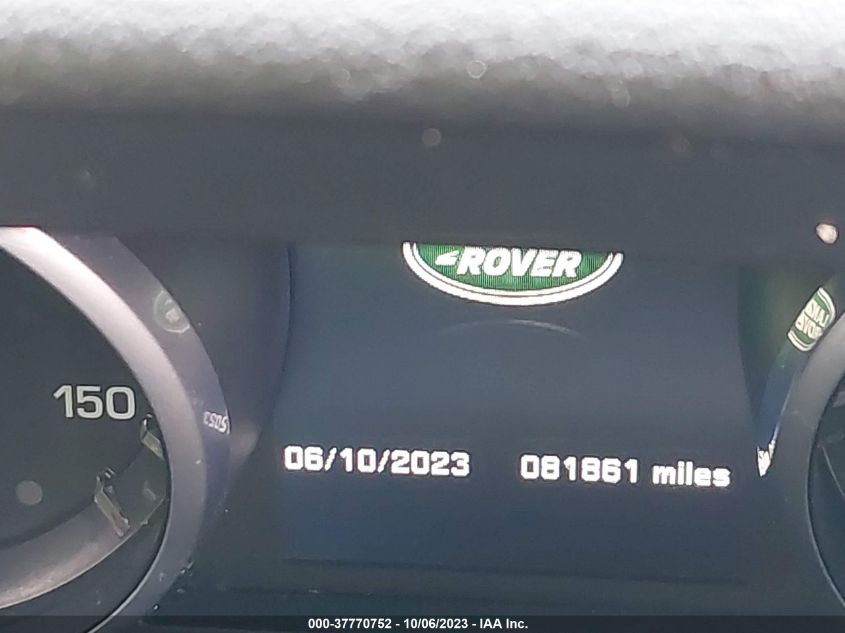 ROVER
150
06/10/2023 081861 miles
000-37770752 - 10/06/2023 - IAA Inc.